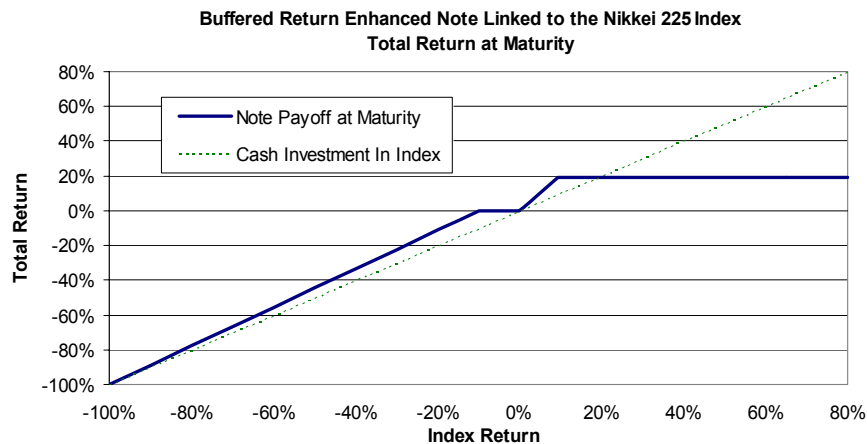 Buffered Return Enhanced Note Linked to the Nikkei 225 Index
Total Return at Maturity
80%
60%
40%
20%
0%
-20%
-40%
-60%
-80%
-100%
Total Return
Note Payoff at Maturity
Cash Investment In Index
-100% -80% -60% -40% -20% 0% 20% 40% 60% 80%
Index Return